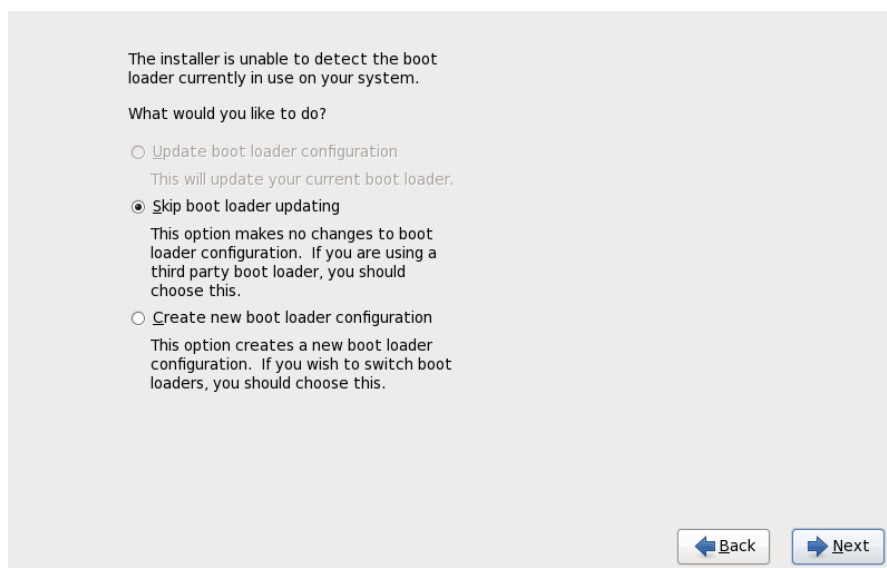 The installer is unable to detect the boot
loader currently in use on your system.
What would you like to do?
Update boot loader configuration
This will update your current boot loader.
Skip boot loader updating
This option makes no changes to boot
loader configuration.  If you are using a
third party boot loader, you should
choose this.
Create new boot loader configuration
This option creates a new boot loader
configuration.  If you wish to switch boot
loaders, you should choose this.
Back
Next